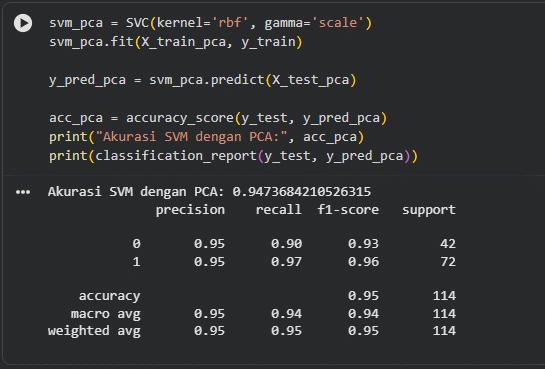 svm_pca = SVC(kernel='rbf', gamma='scale')
svm_pca.fit(X_train_pca, y_train)
y_pred_pca = svm_pca.predict(X_test_pca)
acc_pca = accuracy_score(y_test, y_pred_pca)
print("Akurasi SVM dengan PCA:", acc_pca)
print(classification_report(y_test, y_pred_pca))
Akurasi SVM dengan PCA: 0.9473684210526315
precision recall f1-score support
0 0.95 0.90 0.93 42
1 0.95 0.97 0.96 72
accuracy 0.95 114
macro avg 0.95 0.94 0.94 114
weighted avg 0.95 0.95 0.95 114